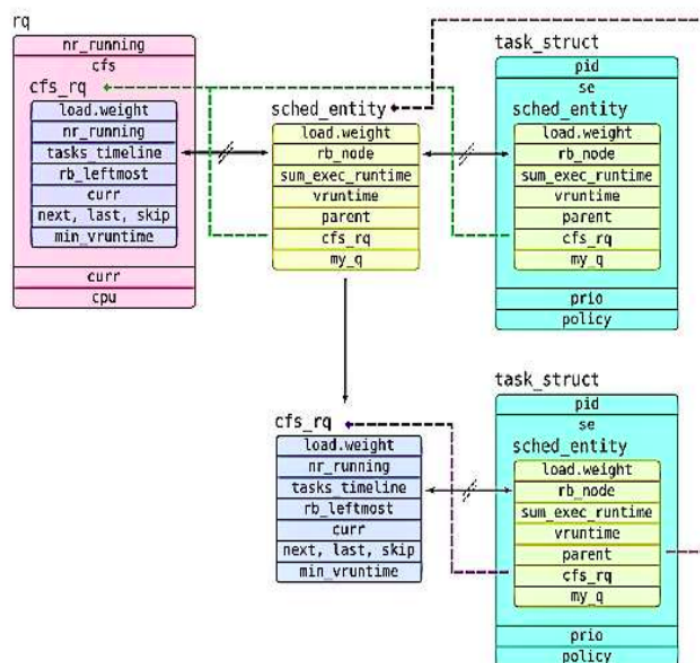 rq
nr_running
cfs
cfs_rq
load.weight
nr_running
tasks_timeline
rb_leftmost
curr
next, last, skip
min_vruntime
curr
cpu
sched_entity
load.weight
rb_node
sum_exec_runtime
vruntime
parent
cfs_rq
my_q
task_struct
pid
se
sched_entity
load.weight
rb_node
sum_exec_runtime
vruntime
parent
cfs_rq
my_q
prio
policy
cfs_rq
load.weight
nr_running
tasks_timeline
rb_leftmost
curr
next, last, skip
min_vruntime
task_struct
pid
se
sched_entity
load.weight
rb_node
sum_exec_runtime
vruntime
parent
cfs_rq
my_q
prio
policy